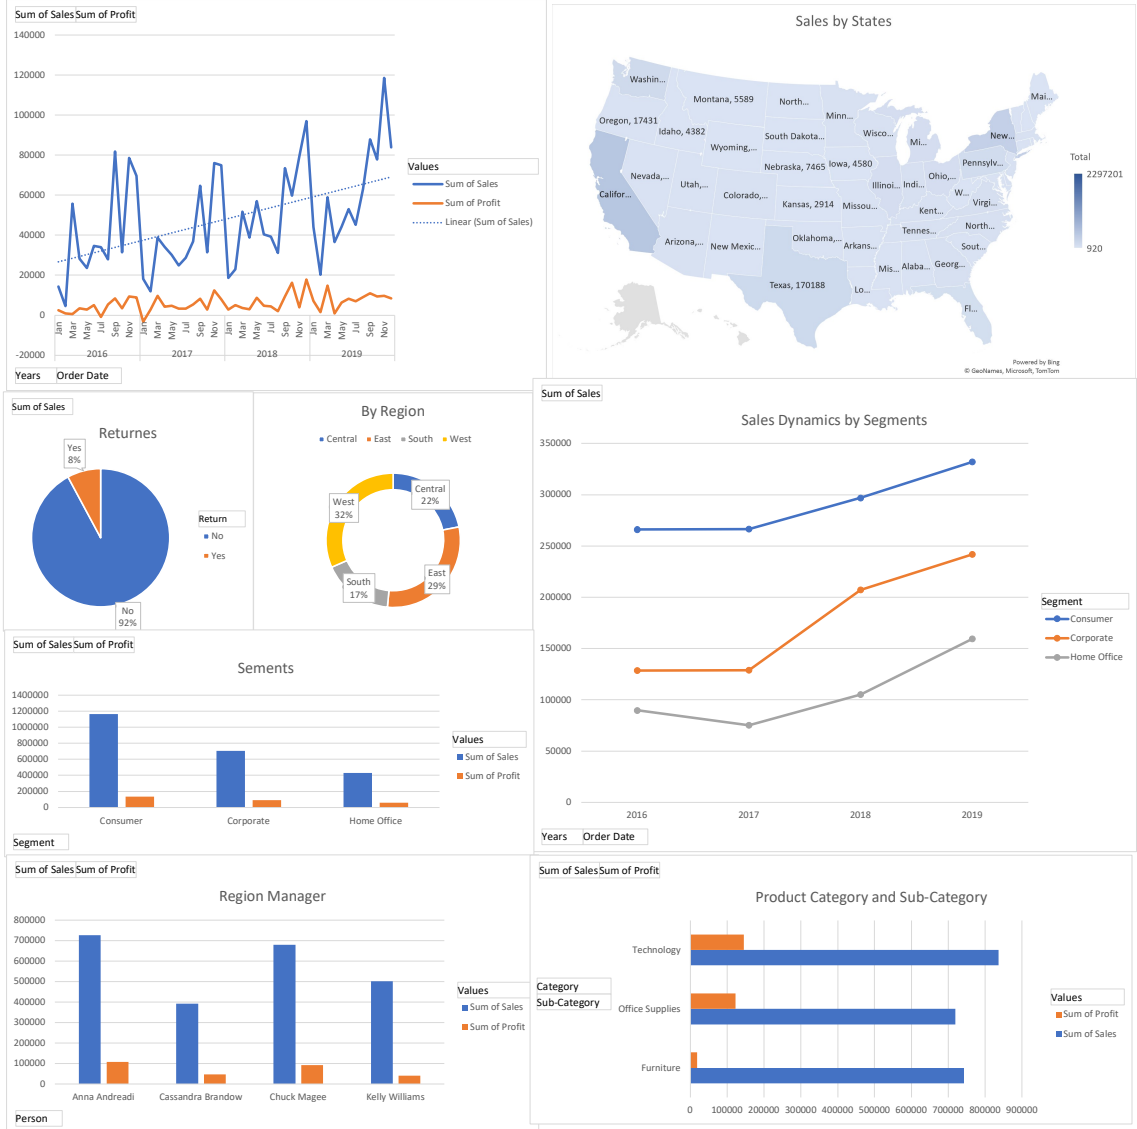 Sum of Sales Sum of Profit
140000
120000
100000
80000
60000
40000
20000
0
-20000
Jan Mar May Jul Sep Nov Jan Mar May Jul Sep Nov Jan Mar May Jul Sep Nov Jan Mar May Jul Sep Nov
2016 2017 2018 2019
Years Order Date
Values
Sum of Sales
Sum of Profit
Linear (Sum of Sales)
Sales by States
Washin...
Montana, 5589
North...
Minn...
Mai...
Oregon, 17431
Idaho, 4382
South Dakota...
Wisco...
Mi...
New...
Wyoming,...
Nebraska, 7465
Iowa, 4580
Pennsylv...
Nevada,...
Utah,...
Colorado,...
Illinoi...
Indi...
Ohio,...
W...
Virgi...
Califor...
Kansas, 2914
Missou...
Kent...
Arizona,...
New Mexic...
Oklahoma,...
Arkans...
Tennes...
North...
Sout...
Mis...
Alaba...
Georg...
Texas, 170188
Lo...
Fl...
Total
2297201
920
Powered by Bing
© GeoNames, Microsoft, TomTom
Sum of Sales
Returnes
Yes
8%
No
92%
Return
No
Yes
By Region
Central East South West
Central
22%
East
29%
South
17%
West
32%
Sum of Sales
Sales Dynamics by Segments
350000
300000
250000
200000
150000
100000
50000
0
2016 2017 2018 2019
Years Order Date
Segment
Consumer
Corporate
Home Office
Sum of Sales Sum of Profit
Sements
1400000
1200000
1000000
800000
600000
400000
200000
0
Consumer Corporate Home Office
Values
Sum of Sales
Sum of Profit
Segment
Sum of Sales Sum of Profit
Region Manager
800000
700000
600000
500000
400000
300000
200000
100000
0
Anna Andreadi Cassandra Brandow Chuck Magee Kelly Williams
Values
Sum of Sales
Sum of Profit
Person
Sum of Sales Sum of Profit
Product Category and Sub-Category
Category
Sub-Category
Technology
Office Supplies
Furniture
0 100000 200000 300000 400000 500000 600000 700000 800000 900000
Values
Sum of Profit
Sum of Sales